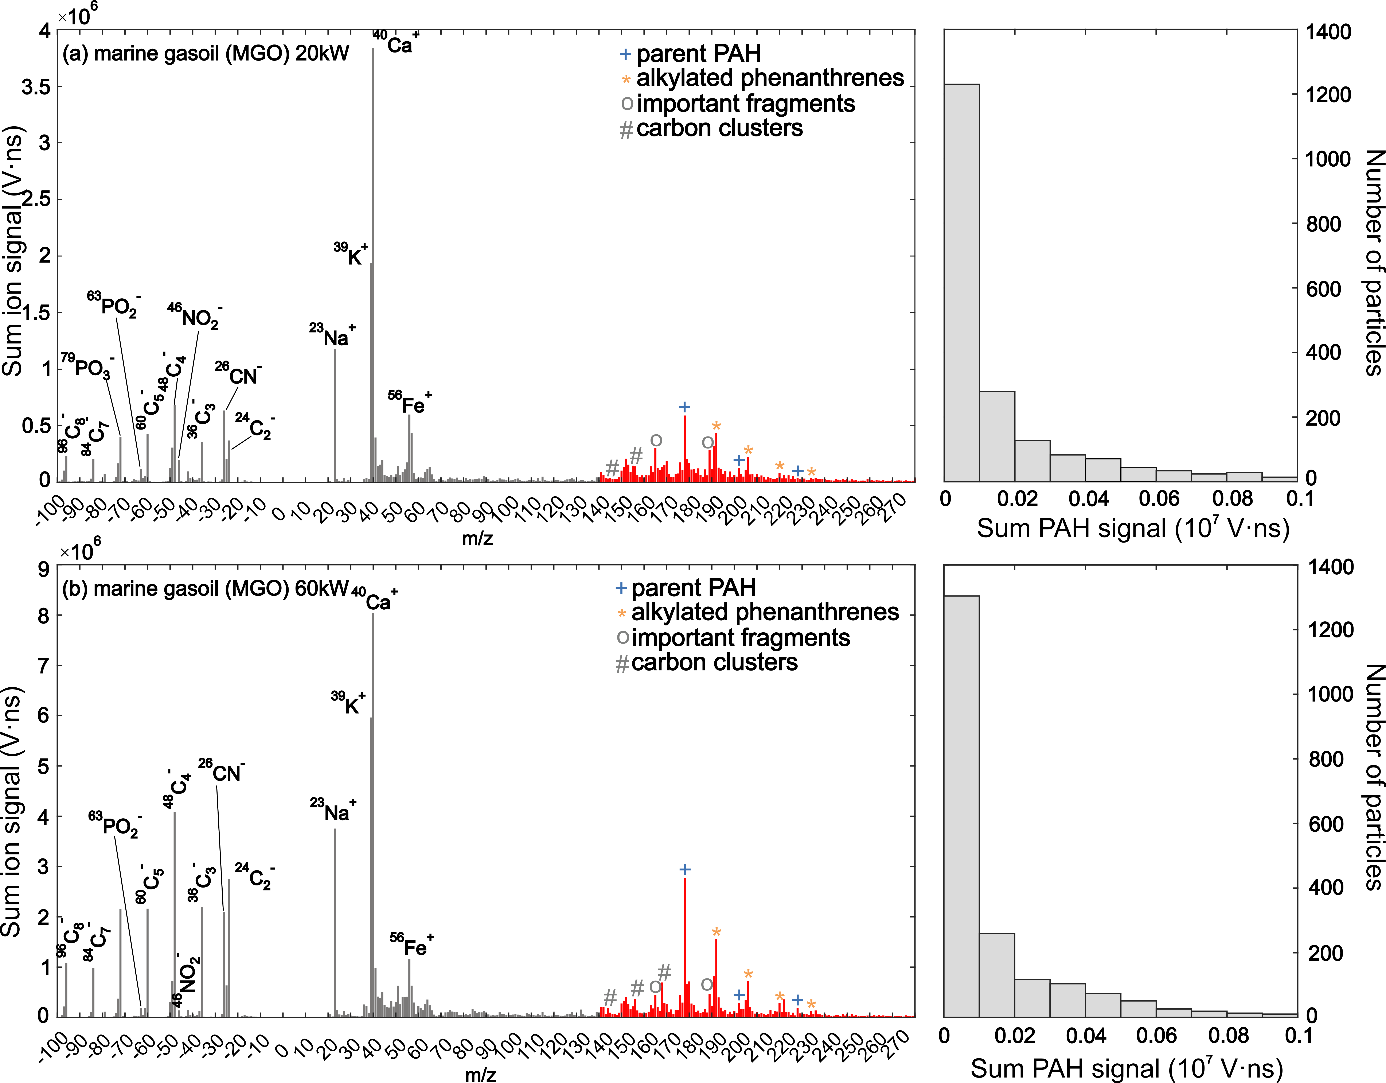 ×10⁶
(a) marine gasoil (MGO) 20kW
⁴⁰Ca⁺
+ parent PAH
* alkylated phenanthrenes
o important fragments
# carbon clusters
Sum ion signal (V·ns)
4
3.5
3
2.5
2
1.5
1
0.5
0
³⁹K⁺
²³Na⁺
⁵⁶Fe⁺
⁶³PO₂⁻
⁴⁶NO₂⁻
⁷⁹PO₃⁻
⁴⁸C₄⁻
²⁶CN⁻
⁹⁶C₈⁻
⁸⁴C₇⁻
⁶⁰C₅⁻
³⁶C₃⁻
²⁴C₂⁻
-100 -90 -80 -70 -60 -50 -40 -30 -20 -10 0 10 20 30 40 50 60 70 80 90 100 110 120 130 140 150 160 170 180 190 200 210 220 230 240 250 260 270
m/z
1400
1200
1000
800
600
400
200
0
Number of particles
0 0.02 0.04 0.06 0.08 0.1
Sum PAH signal (10⁷ V·ns)
×10⁶
(b) marine gasoil (MGO) 60kW
⁴⁰Ca⁺
+ parent PAH
* alkylated phenanthrenes
o important fragments
# carbon clusters
Sum ion signal (V·ns)
9
8
7
6
5
4
3
2
1
0
³⁹K⁺
²³Na⁺
⁵⁶Fe⁺
⁴⁸C₄⁻
²⁶CN⁻
⁶³PO₂⁻
⁹⁶C₈⁻
⁸⁴C₇⁻
⁶⁰C₅⁻
⁴⁶NO₂⁻
³⁶C₃⁻
²⁴C₂⁻
-100 -90 -80 -70 -60 -50 -40 -30 -20 -10 0 10 20 30 40 50 60 70 80 90 100 110 120 130 140 150 160 170 180 190 200 210 220 230 240 250 260 270
m/z
1400
1200
1000
800
600
400
200
0
Number of particles
0 0.02 0.04 0.06 0.08 0.1
Sum PAH signal (10⁷ V·ns)